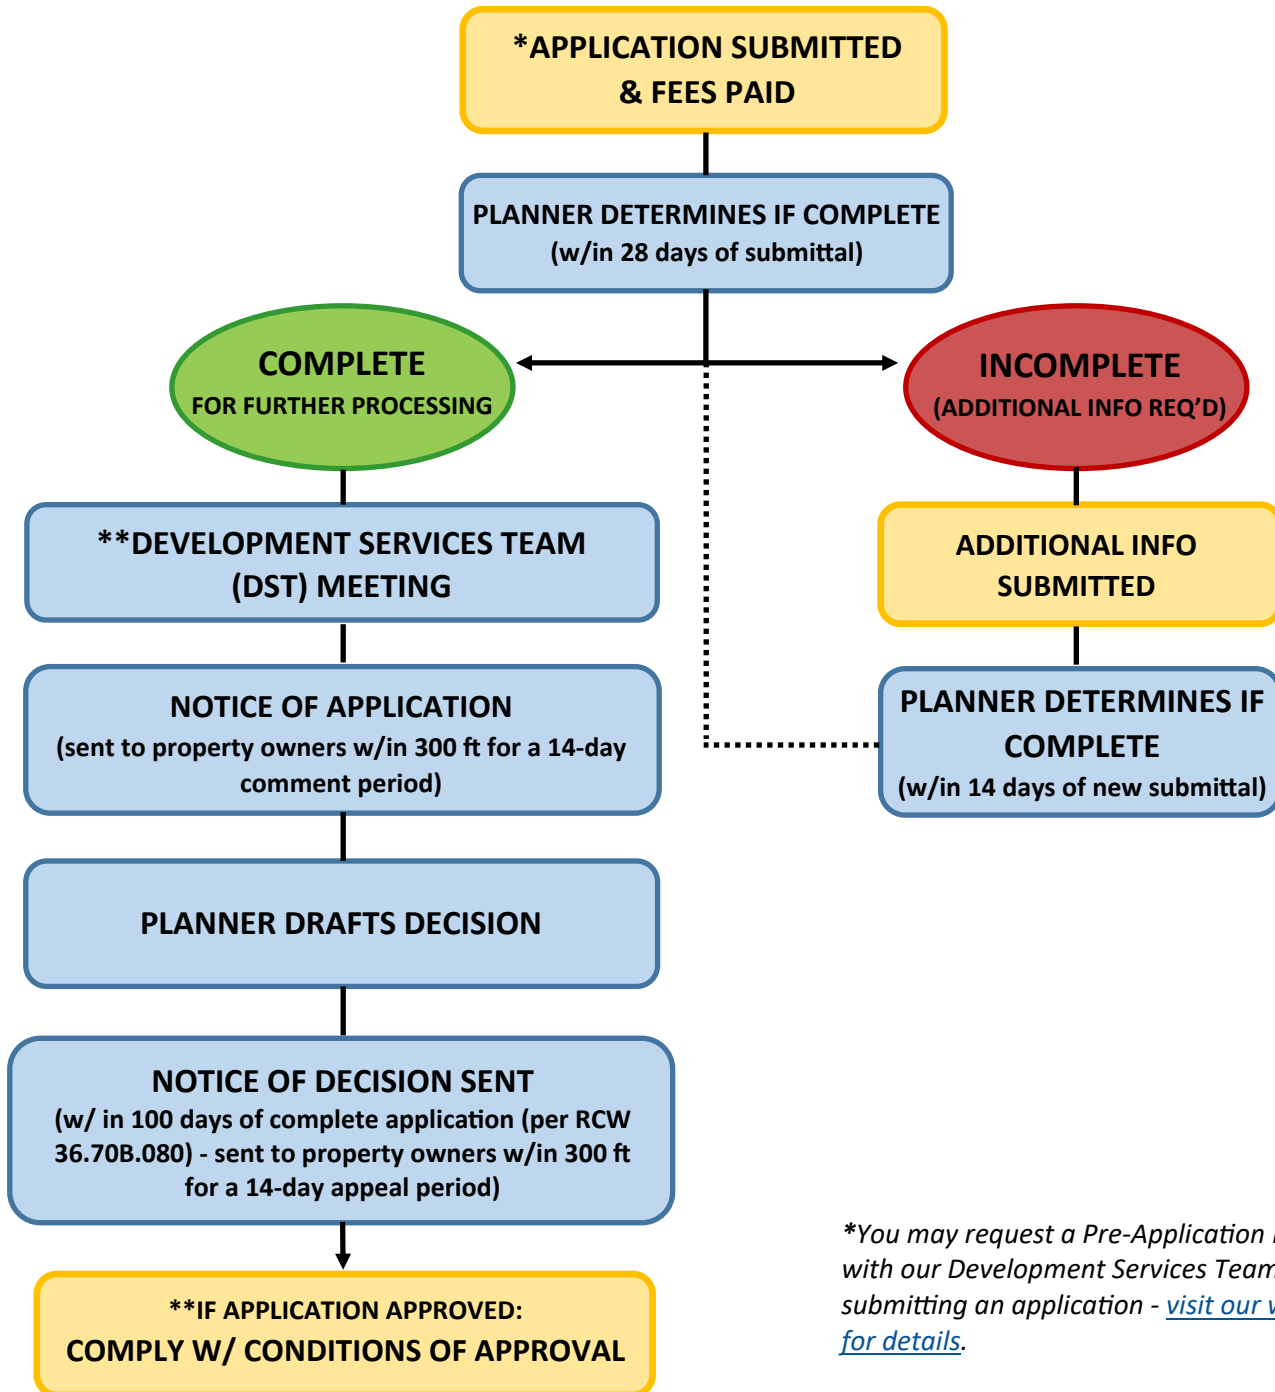 *APPLICATION SUBMITTED
& FEES PAID
PLANNER DETERMINES IF COMPLETE
(w/in 28 days of submittal)
COMPLETE
FOR FURTHER PROCESSING
INCOMPLETE
(ADDITIONAL INFO REQ'D)
**DEVELOPMENT SERVICES TEAM
(DST) MEETING
ADDITIONAL INFO
SUBMITTED
NOTICE OF APPLICATION
(sent to property owners w/in 300 ft for a 14-day
comment period)
PLANNER DETERMINES IF
COMPLETE
(w/in 14 days of new submittal)
PLANNER DRAFTS DECISION
NOTICE OF DECISION SENT
(w/ in 100 days of complete application (per RCW
36.70B.080) - sent to property owners w/in 300 ft
for a 14-day appeal period)
**IF APPLICATION APPROVED:
COMPLY W/ CONDITIONS OF APPROVAL
*You may request a Pre-Application
with our Development Services Team
submitting an application - visit our
for details.